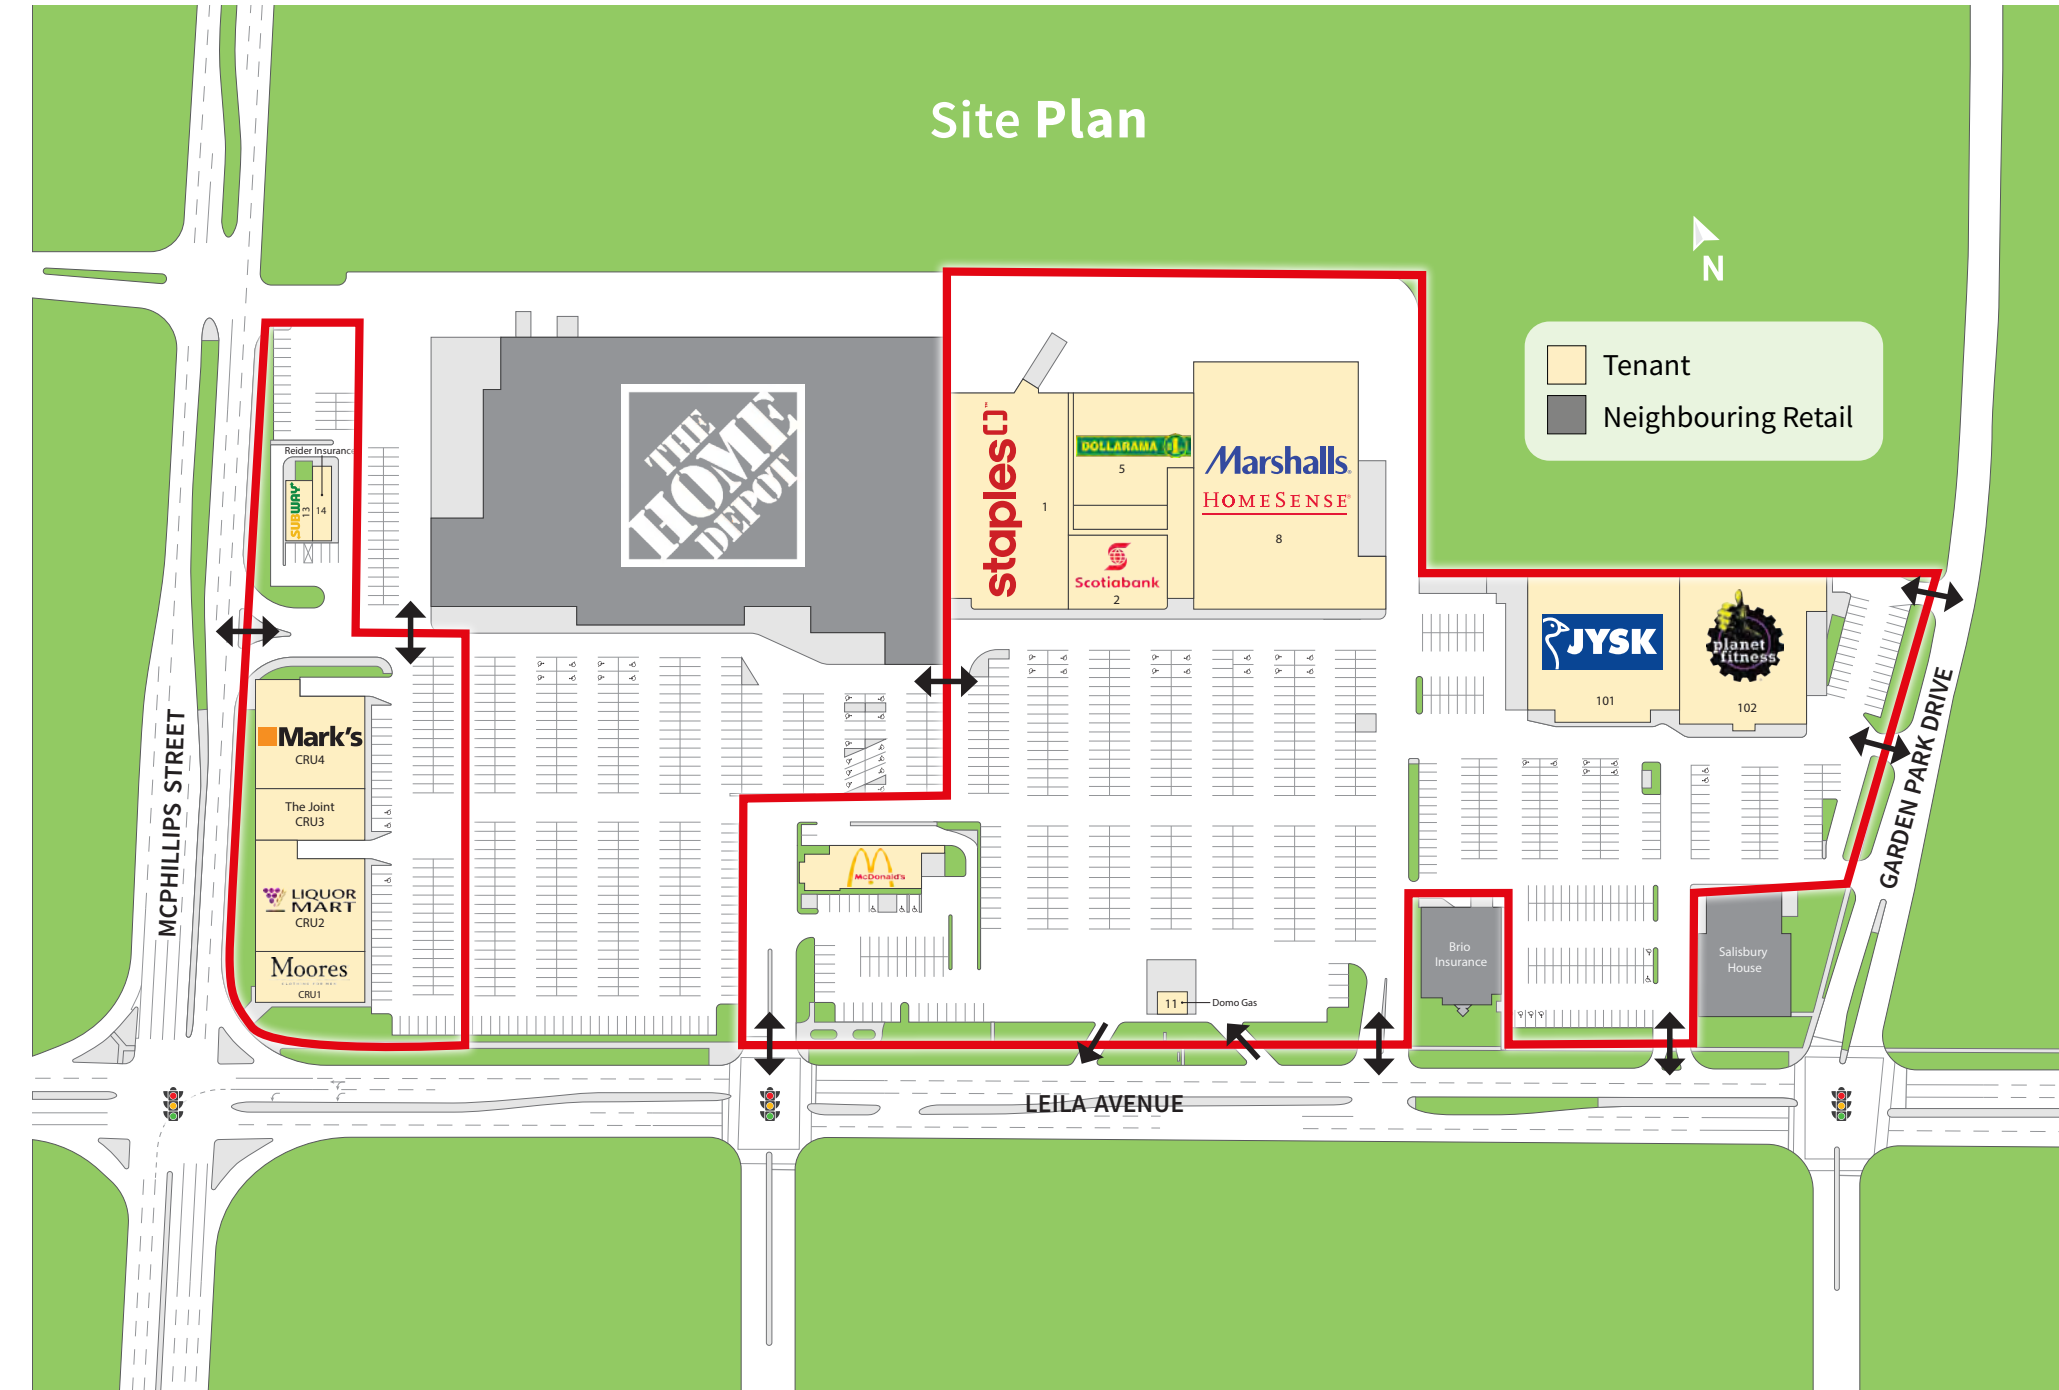 Site Plan
N
Tenant
Neighbouring Retail
Reider Insurance
SUBWAY
13
14
THE
HOME
DEPOT
staples
1
DOLLARAMA
5
Scotiabank
2
Marshalls
HOMESENSE
8
JYSK
101
planet
fitness
102
Mark's
CRU4
The Joint
CRU3
LIQUOR
MART
CRU2
Moores
CRU1
McDonald's
11
Domo Gas
Brio
Insurance
Salisbury
House
MCPHILLIPS STREET
GARDEN PARK DRIVE
LEILA AVENUE